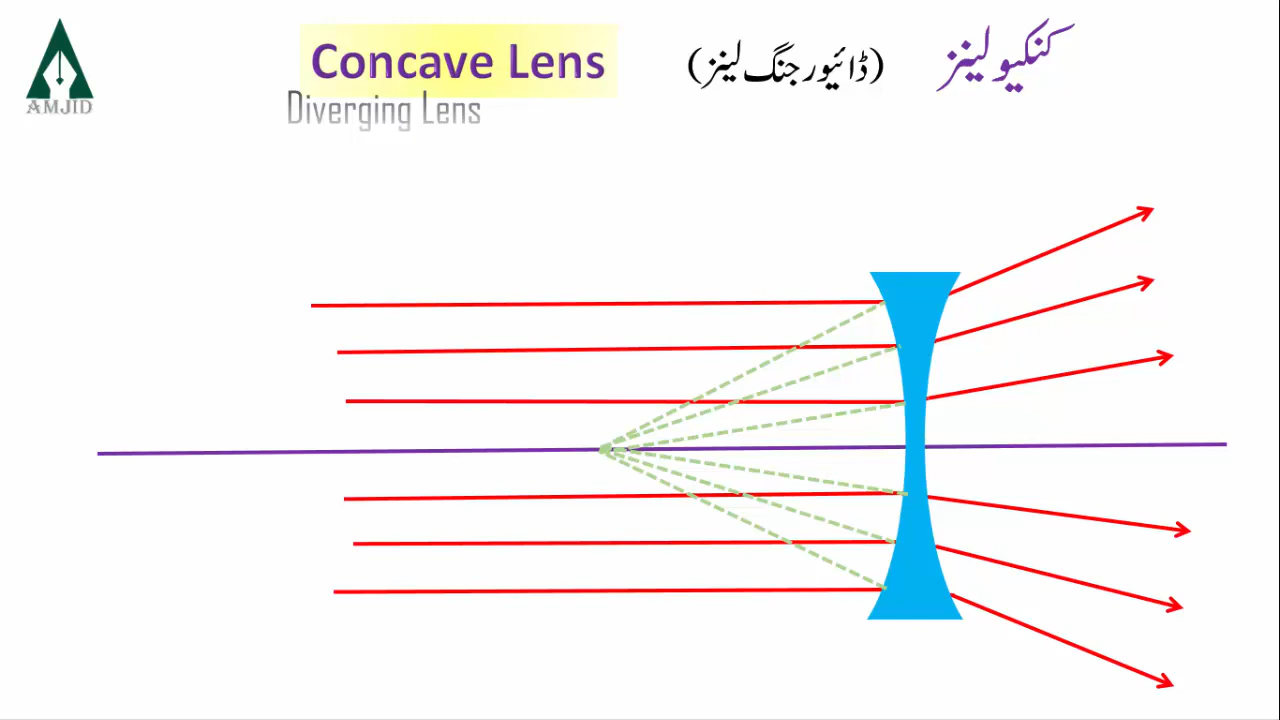 AMJID
Concave Lens
Diverging Lens
(ڈائیورجنگ لینز)
کنکیو لینز